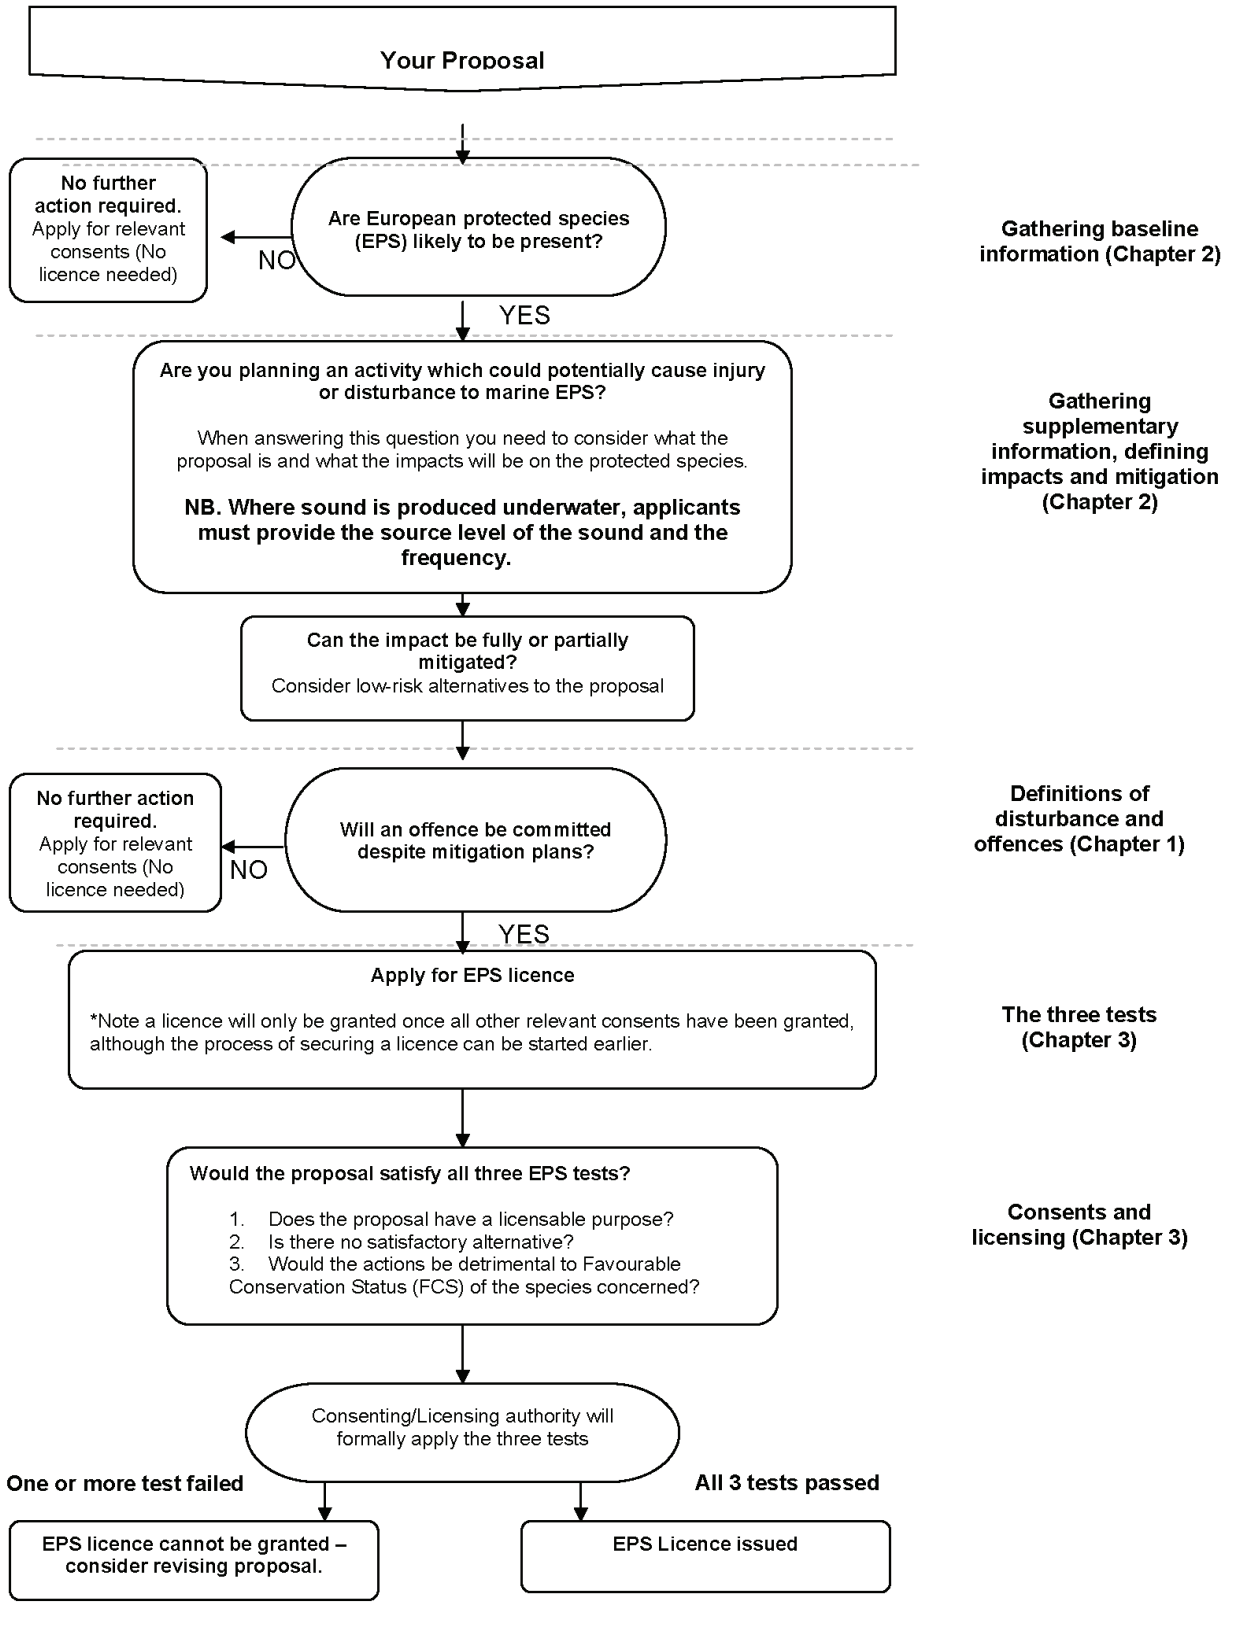 Your Proposal
No further
action required.
Apply for relevant
consents (No
licence needed)
NO
Are European protected species
(EPS) likely to be present?
YES
Gathering baseline
information (Chapter 2)
Are you planning an activity which could potentially cause injury
or disturbance to marine EPS?
When answering this question you need to consider what the
proposal is and what the impacts will be on the protected species.
NB. Where sound is produced underwater, applicants
must provide the source level of the sound and the
frequency.
Gathering
supplementary
information, defining
impacts and mitigation
(Chapter 2)
Can the impact be fully or partially
mitigated?
Consider low-risk alternatives to the proposal
No further action
required.
Apply for relevant
consents (No
licence needed)
NO
Will an offence be committed
despite mitigation plans?
YES
Definitions of
disturbance and
offences (Chapter 1)
Apply for EPS licence
*Note a licence will only be granted once all other relevant consents have been granted,
although the process of securing a licence can be started earlier.
The three tests
(Chapter 3)
Would the proposal satisfy all three EPS tests?
1. Does the proposal have a licensable purpose?
2. Is there no satisfactory alternative?
3. Would the actions be detrimental to Favourable
Conservation Status (FCS) of the species concerned?
Consents and
licensing (Chapter 3)
Consenting/Licensing authority will
formally apply the three tests
One or more test failed
All 3 tests passed
EPS licence cannot be granted –
consider revising proposal.
EPS Licence issued